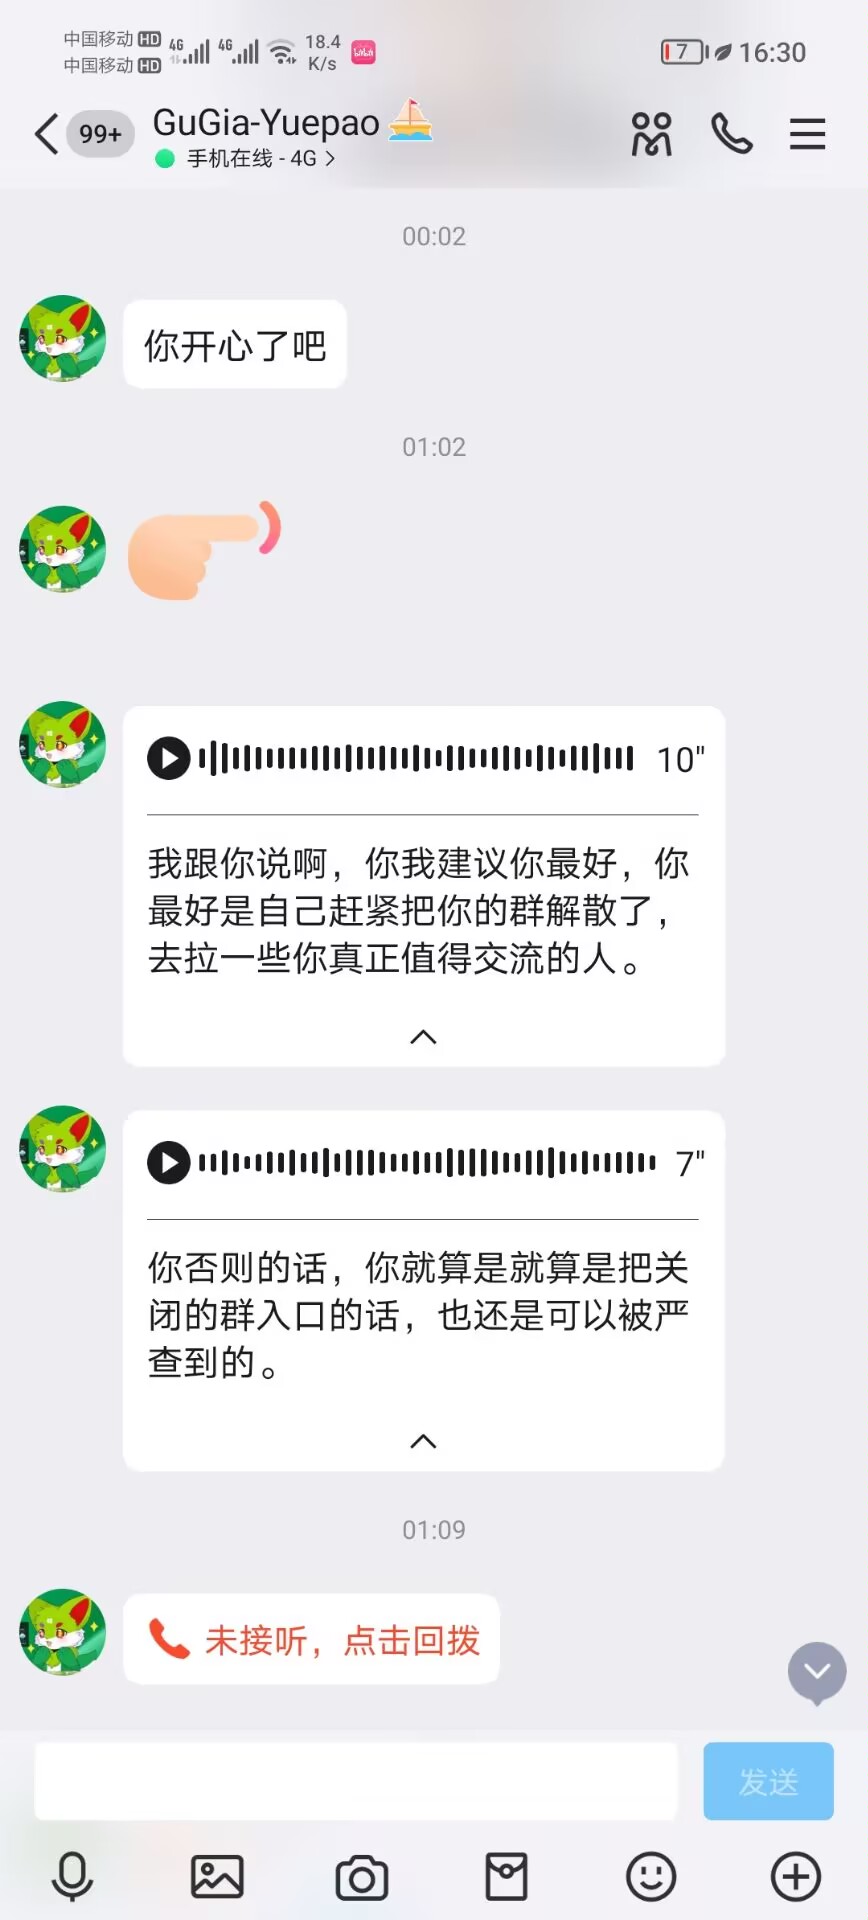 中国移动 HD 4G 4G 18.4 K/s 7 16:30
中国移动 HD
99+ GuGia-Yuepao
手机在线 - 4G >
00:02
你开心了吧
01:02
10"
我跟你说啊，你我建议你最好，你
最好是自己赶紧把你的群解散了，
去拉一些你真正值得交流的人。
7"
你否则的话，你就算是就算是把关
闭的群入口的话，也还是可以被严
查到的。
01:09
未接听，点击回拨
发送